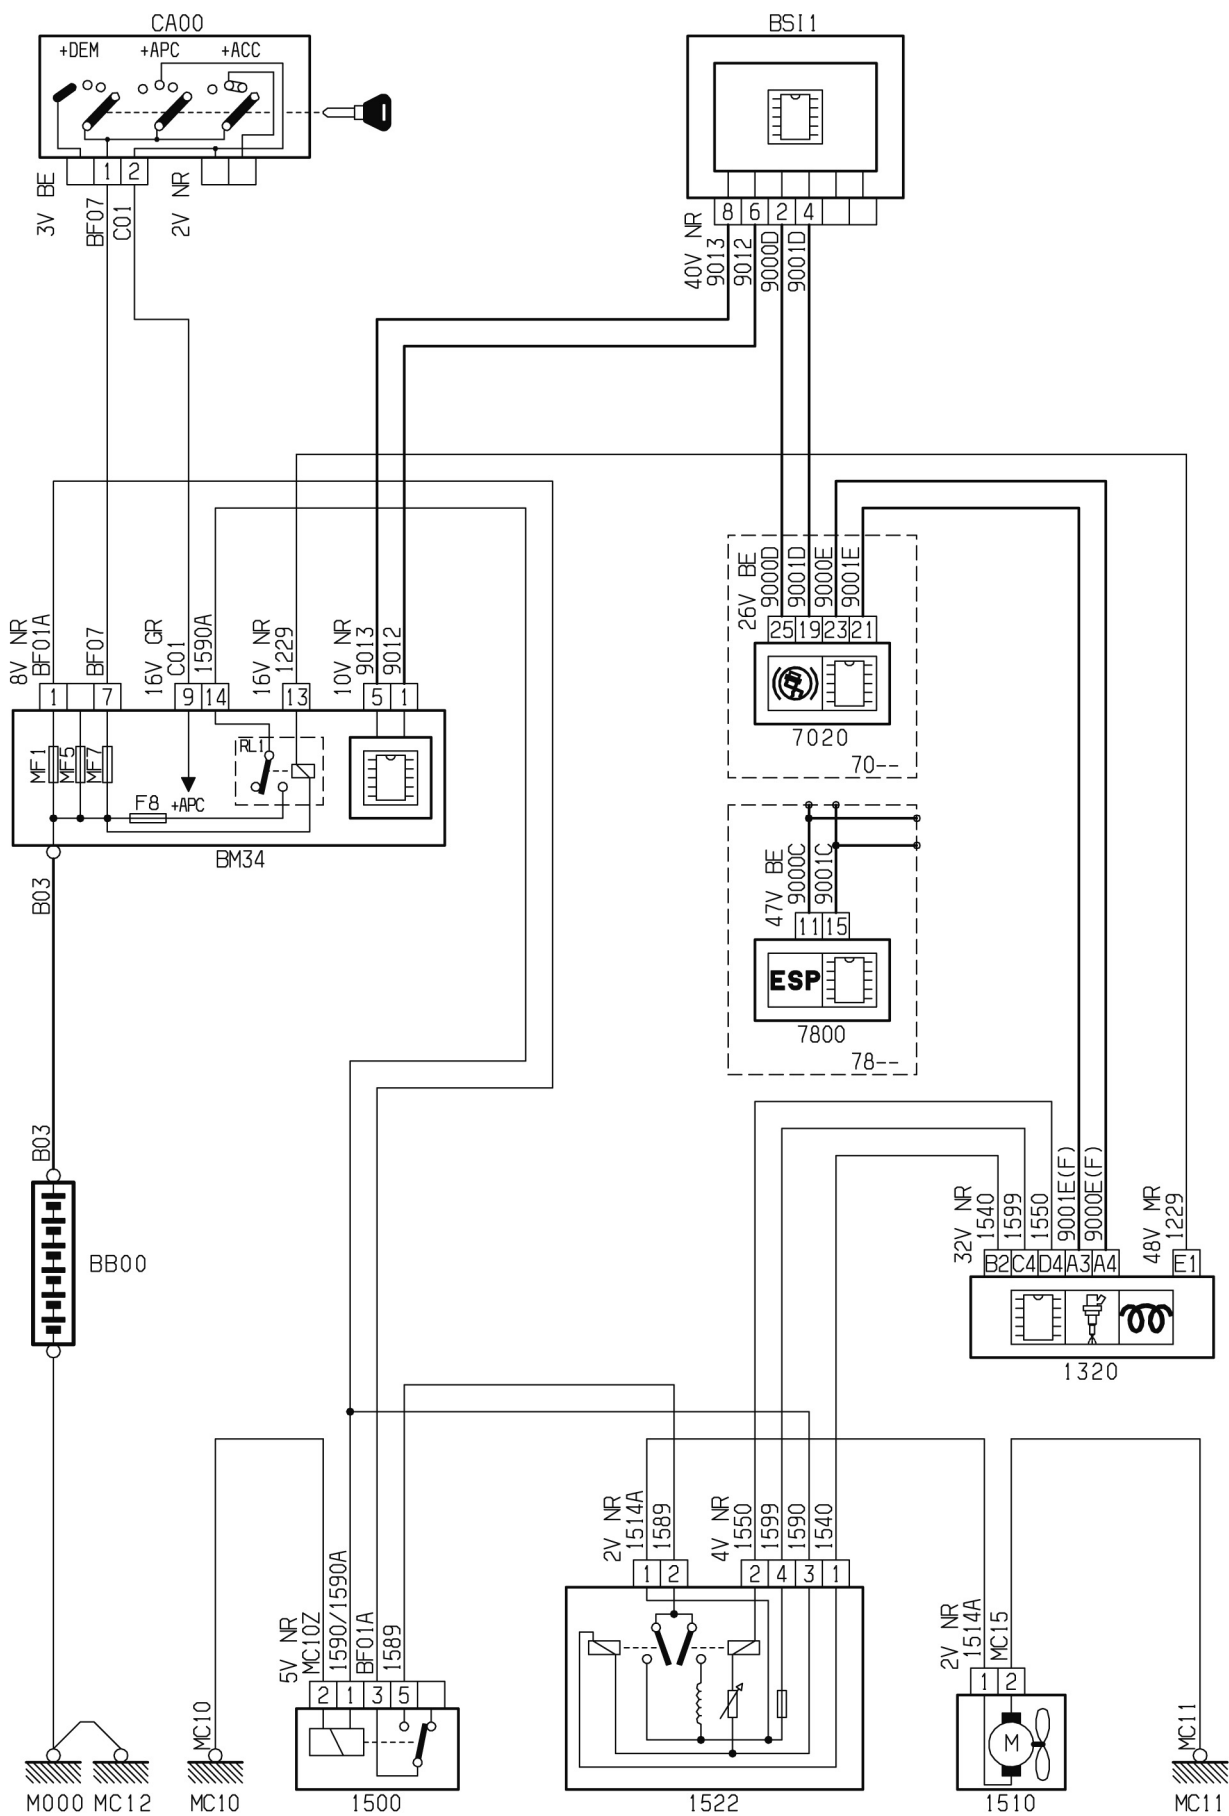 CA00
+DEM +APC +ACC
1 2
3V BE
BF07
C01
2V NR
BSI1
8 6 2 4
40V NR
9013
9012
9000D
9001D
26V BE
9000D
9001D
9000E
9001E
25 19 23 21
7020
70--
8V NR
BF01A
BF07
16V GR
C01
1590A
16V NR
1229
10V NR
9013
9012
1 7 9 14 13 5 1
MF1
MF5
MF7
F8
+APC
RL1
BM34
B03
47V BE
9000C
9001C
11 15
ESP
7800
78--
B03
BB00
32V NR
1540
1599
1550
9001E(F)
9000E(F)
48V MR
1229
B2 C4 D4 A3 A4 E1
1320
2V NR
1514A
1589
4V NR
1550
1599
1590
1540
1 2 2 4 3 1
1522
5V NR
MC10Z
1590/1590A
BF01A
1589
2 1 3 5
1500
2V NR
1514A
MC15
1 2
M
1510
MC10
MC11
M000 MC12 MC10 MC11